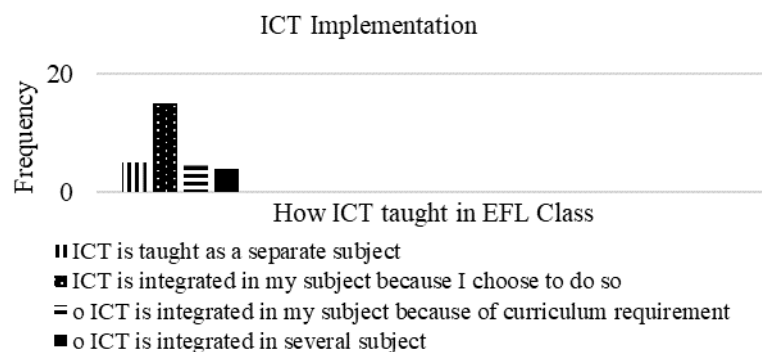 ICT Implementation
20
Frequency
0
How ICT taught in EFL Class
ICT is taught as a separate subject
ICT is integrated in my subject because I choose to do so
o ICT is integrated in my subject because of curriculum requirement
o ICT is integrated in several subject